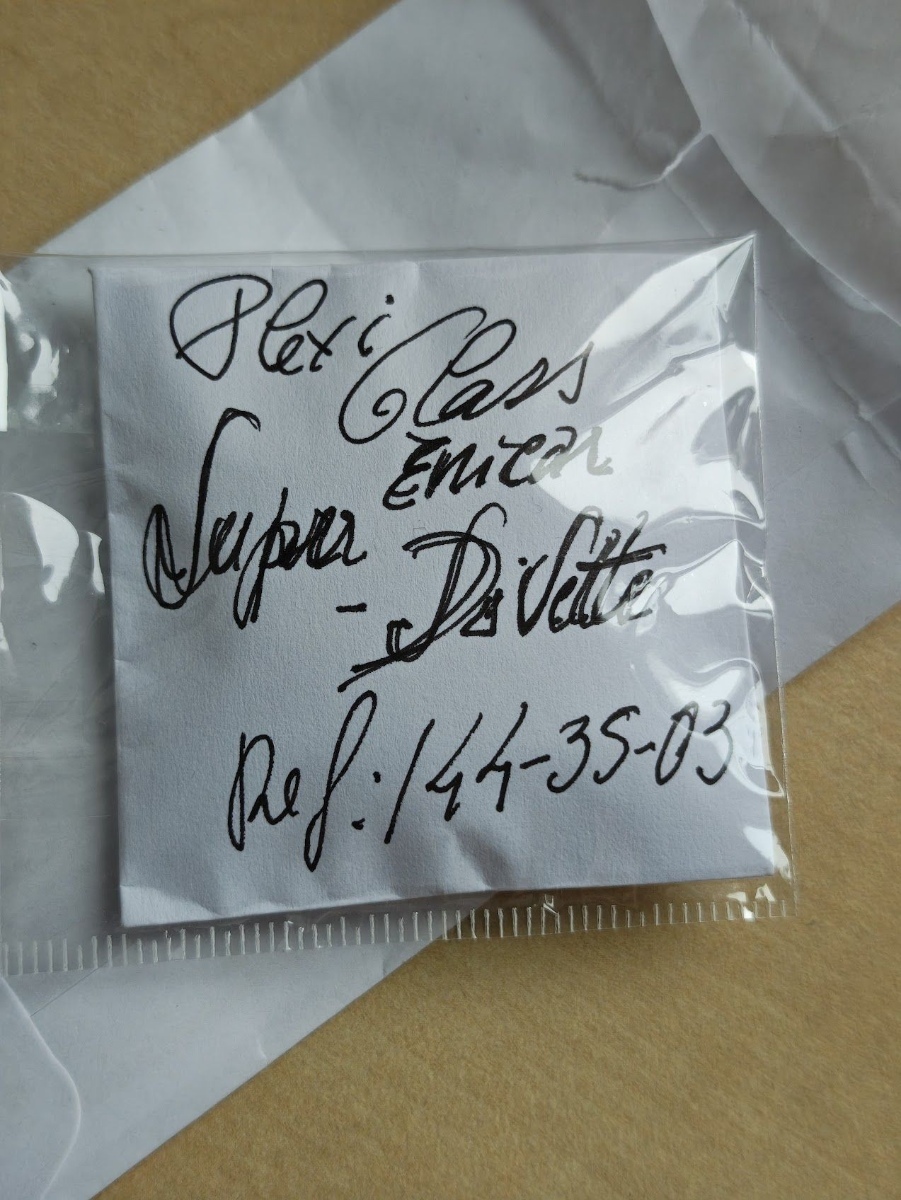 Plexi
Glass
Enicar
Super
- DiVette
Ref.: 144-35-03